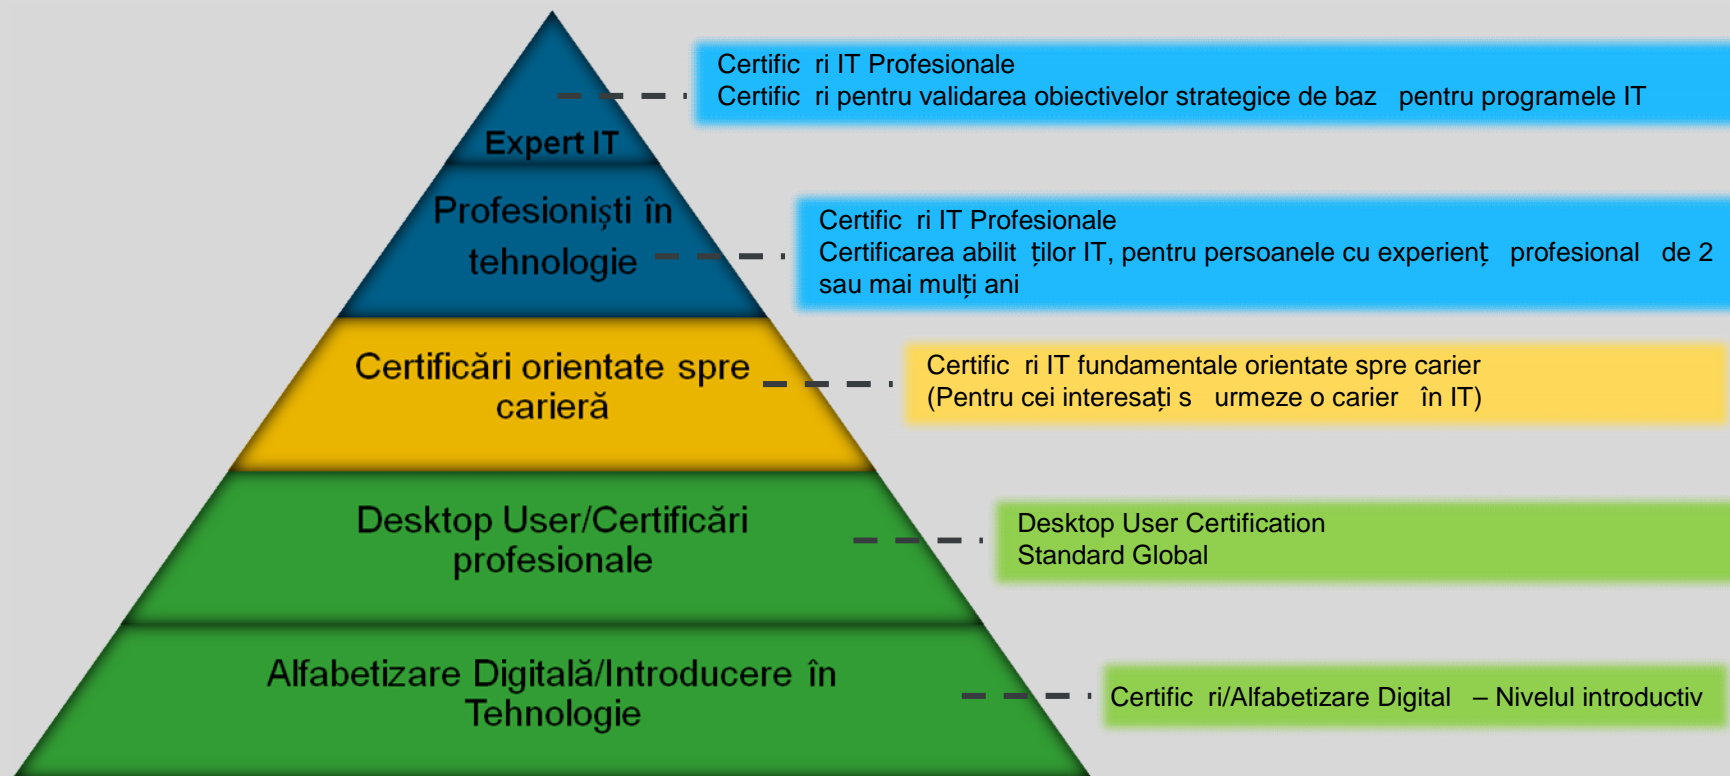 Expert IT
Certific ri IT Profesionale
Certific ri pentru validarea obiectivelor strategice de baz pentru programele IT
Profesioniști în
tehnologie
Certific ri IT Profesionale
Certificarea abilit ților IT, pentru persoanele cu experienț profesional de 2
sau mai mulți ani
Certificări orientate spre
carieră
Certific ri IT fundamentale orientate spre carier
(Pentru cei interesați s urmeze o carier în IT)
Desktop User/Certificări
profesionale
Desktop User Certification
Standard Global
Alfabetizare Digitală/Introducere în
Tehnologie
Certific ri/Alfabetizare Digital – Nivelul introductiv